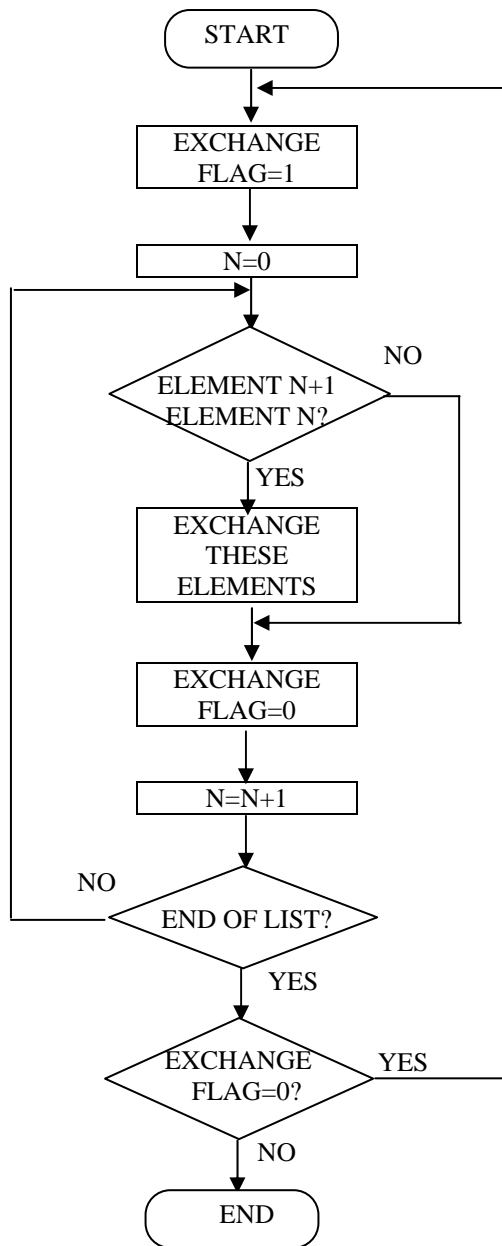 START
EXCHANGE
FLAG=1
N=0
NO
ELEMENT N+1
ELEMENT N?
YES
EXCHANGE
THESE
ELEMENTS
EXCHANGE
FLAG=0
N=N+1
NO
END OF LIST?
YES
EXCHANGE
FLAG=0?
YES
NO
END